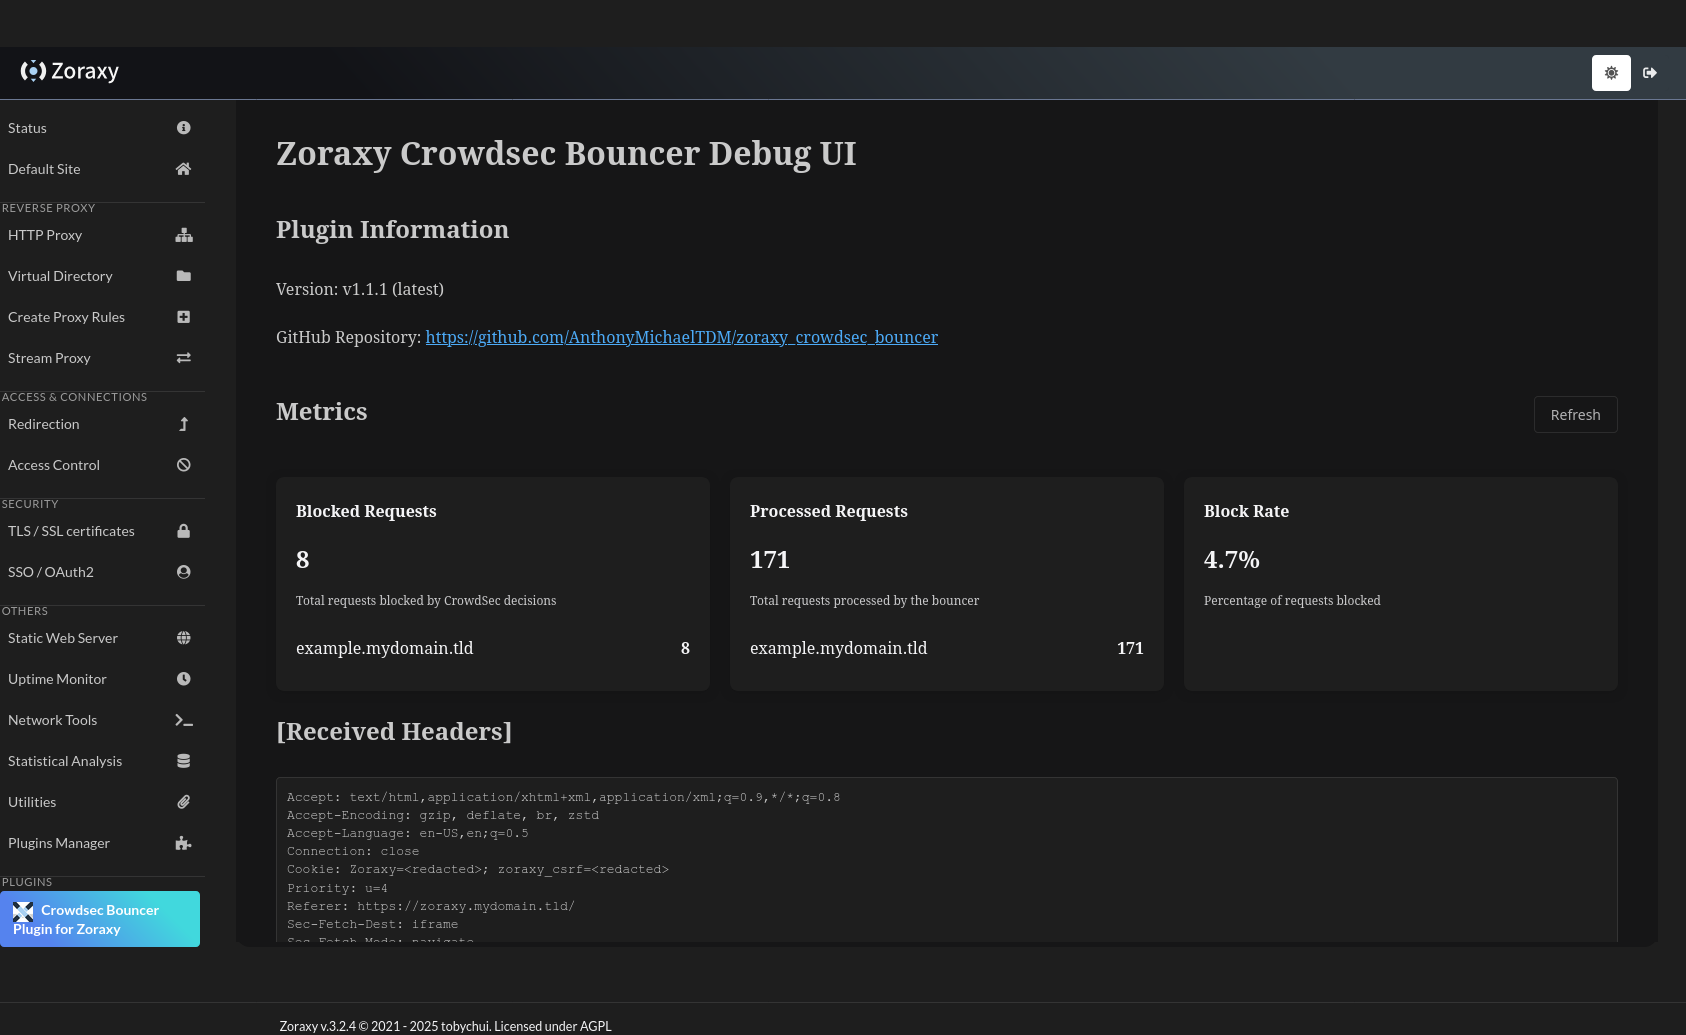 Zoraxy
Status
Default Site
REVERSE PROXY
HTTP Proxy
Virtual Directory
Create Proxy Rules
Stream Proxy
ACCESS & CONNECTIONS
Redirection
Access Control
SECURITY
TLS / SSL certificates
SSO / OAuth2
OTHERS
Static Web Server
Uptime Monitor
Network Tools
Statistical Analysis
Utilities
Plugins Manager
PLUGINS
Crowdsec Bouncer
Plugin for Zoraxy
Zoraxy Crowdsec Bouncer Debug UI
Plugin Information
Version: v1.1.1 (latest)
GitHub Repository: https://github.com/AnthonyMichaelTDM/zoraxy_crowdsec_bouncer
Metrics
Refresh
Blocked Requests
8
Total requests blocked by CrowdSec decisions
example.mydomain.tld 8
Processed Requests
171
Total requests processed by the bouncer
example.mydomain.tld 171
Block Rate
4.7%
Percentage of requests blocked
[Received Headers]
Accept: text/html,application/xhtml+xml,application/xml;q=0.9,*/*;q=0.8
Accept-Encoding: gzip, deflate, br, zstd
Accept-Language: en-US,en;q=0.5
Connection: close
Cookie: Zoraxy=<redacted>; zoraxy_csrf=<redacted>
Priority: u=4
Referer: https://zoraxy.mydomain.tld/
Sec-Fetch-Dest: iframe
Sec-Fetch-Mode: navigate
Zoraxy v.3.2.4 © 2021 - 2025 tobychui. Licensed under AGPL